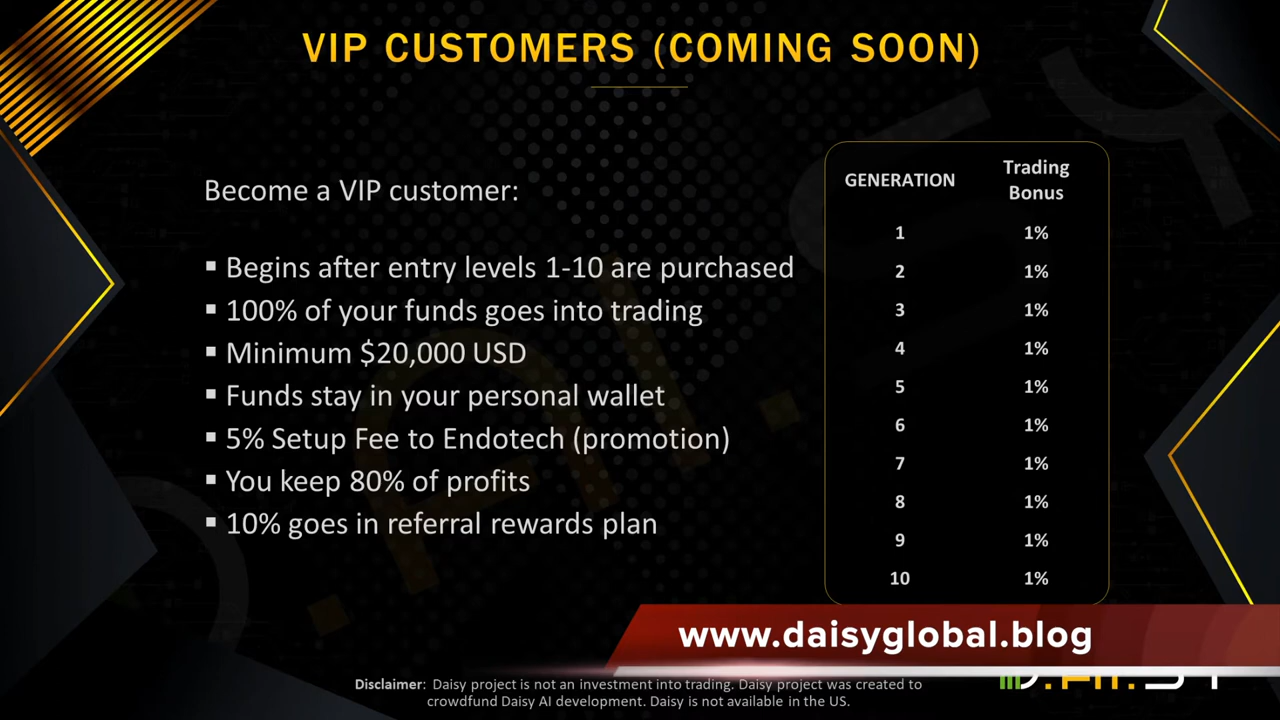 VIP CUSTOMERS (COMING SOON)
Become a VIP customer:
▪ Begins after entry levels 1-10 are purchased
▪ 100% of your funds goes into trading
▪ Minimum $20,000 USD
▪ Funds stay in your personal wallet
▪ 5% Setup Fee to Endotech (promotion)
▪ You keep 80% of profits
▪ 10% goes in referral rewards plan
GENERATION Trading Bonus
1 1%
2 1%
3 1%
4 1%
5 1%
6 1%
7 1%
8 1%
9 1%
10 1%
www.daisyglobal.blog
Disclaimer: Daisy project is not an investment into trading. Daisy project was created to
crowdfund Daisy AI development. Daisy is not available in the US.